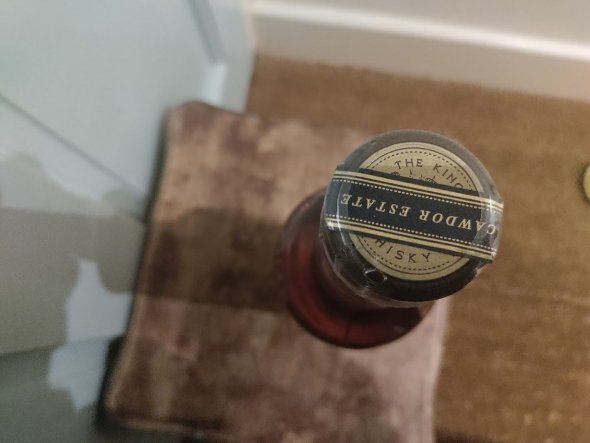 THE KING
CAWDOR ESTATE
HISKY